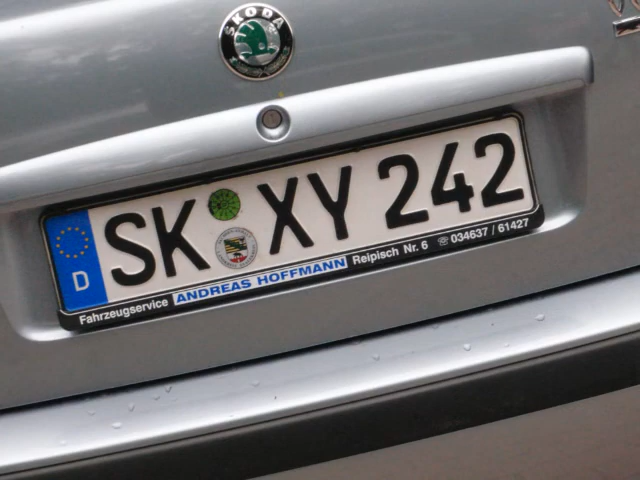 SKODA
SK XY 242
D
Fahrzeugservice ANDREAS HOFFMANN Reipisch Nr. 6 ☏ 034637 / 61427